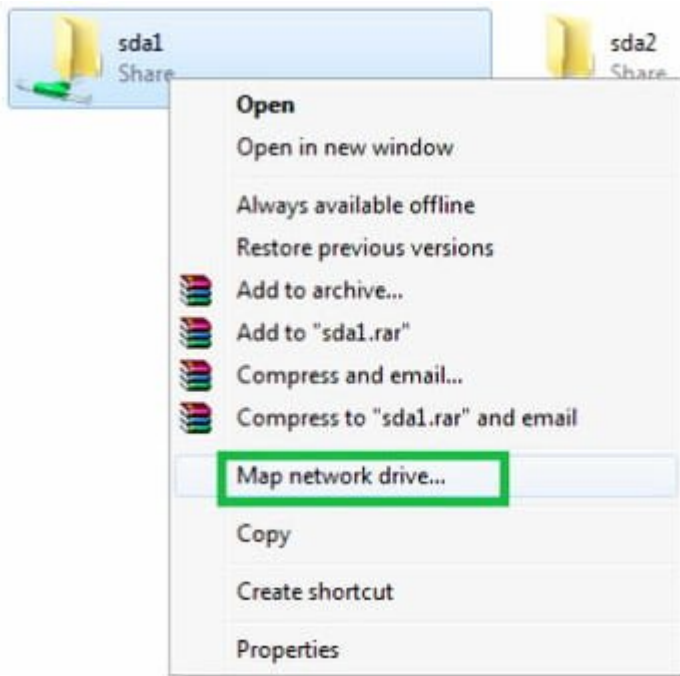 sda1
Share
sda2
Share
Open
Open in new window
Always available offline
Restore previous versions
Add to archive...
Add to "sda1.rar"
Compress and email...
Compress to "sda1.rar" and email
Map network drive...
Copy
Create shortcut
Properties